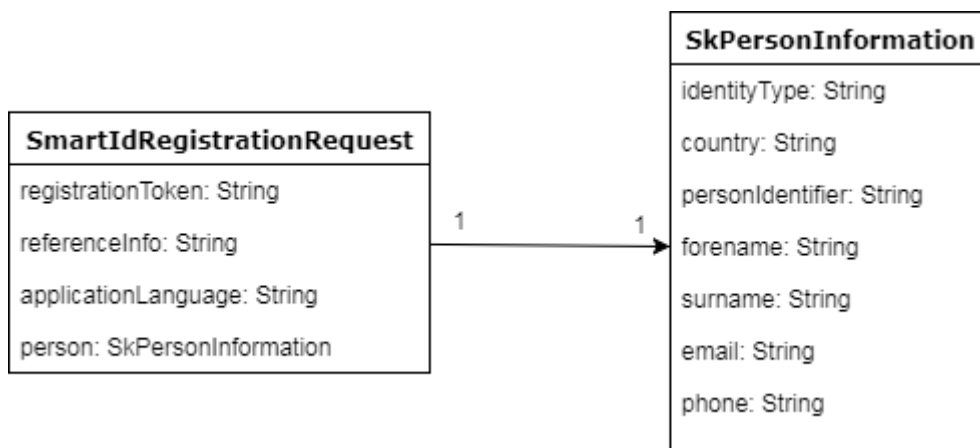 SmartIdRegistrationRequest
registrationToken: String
referenceInfo: String
applicationLanguage: String
person: SkPersonInformation
1
1
SkPersonInformation
identityType: String
country: String
personIdentifier: String
forename: String
surname: String
email: String
phone: String